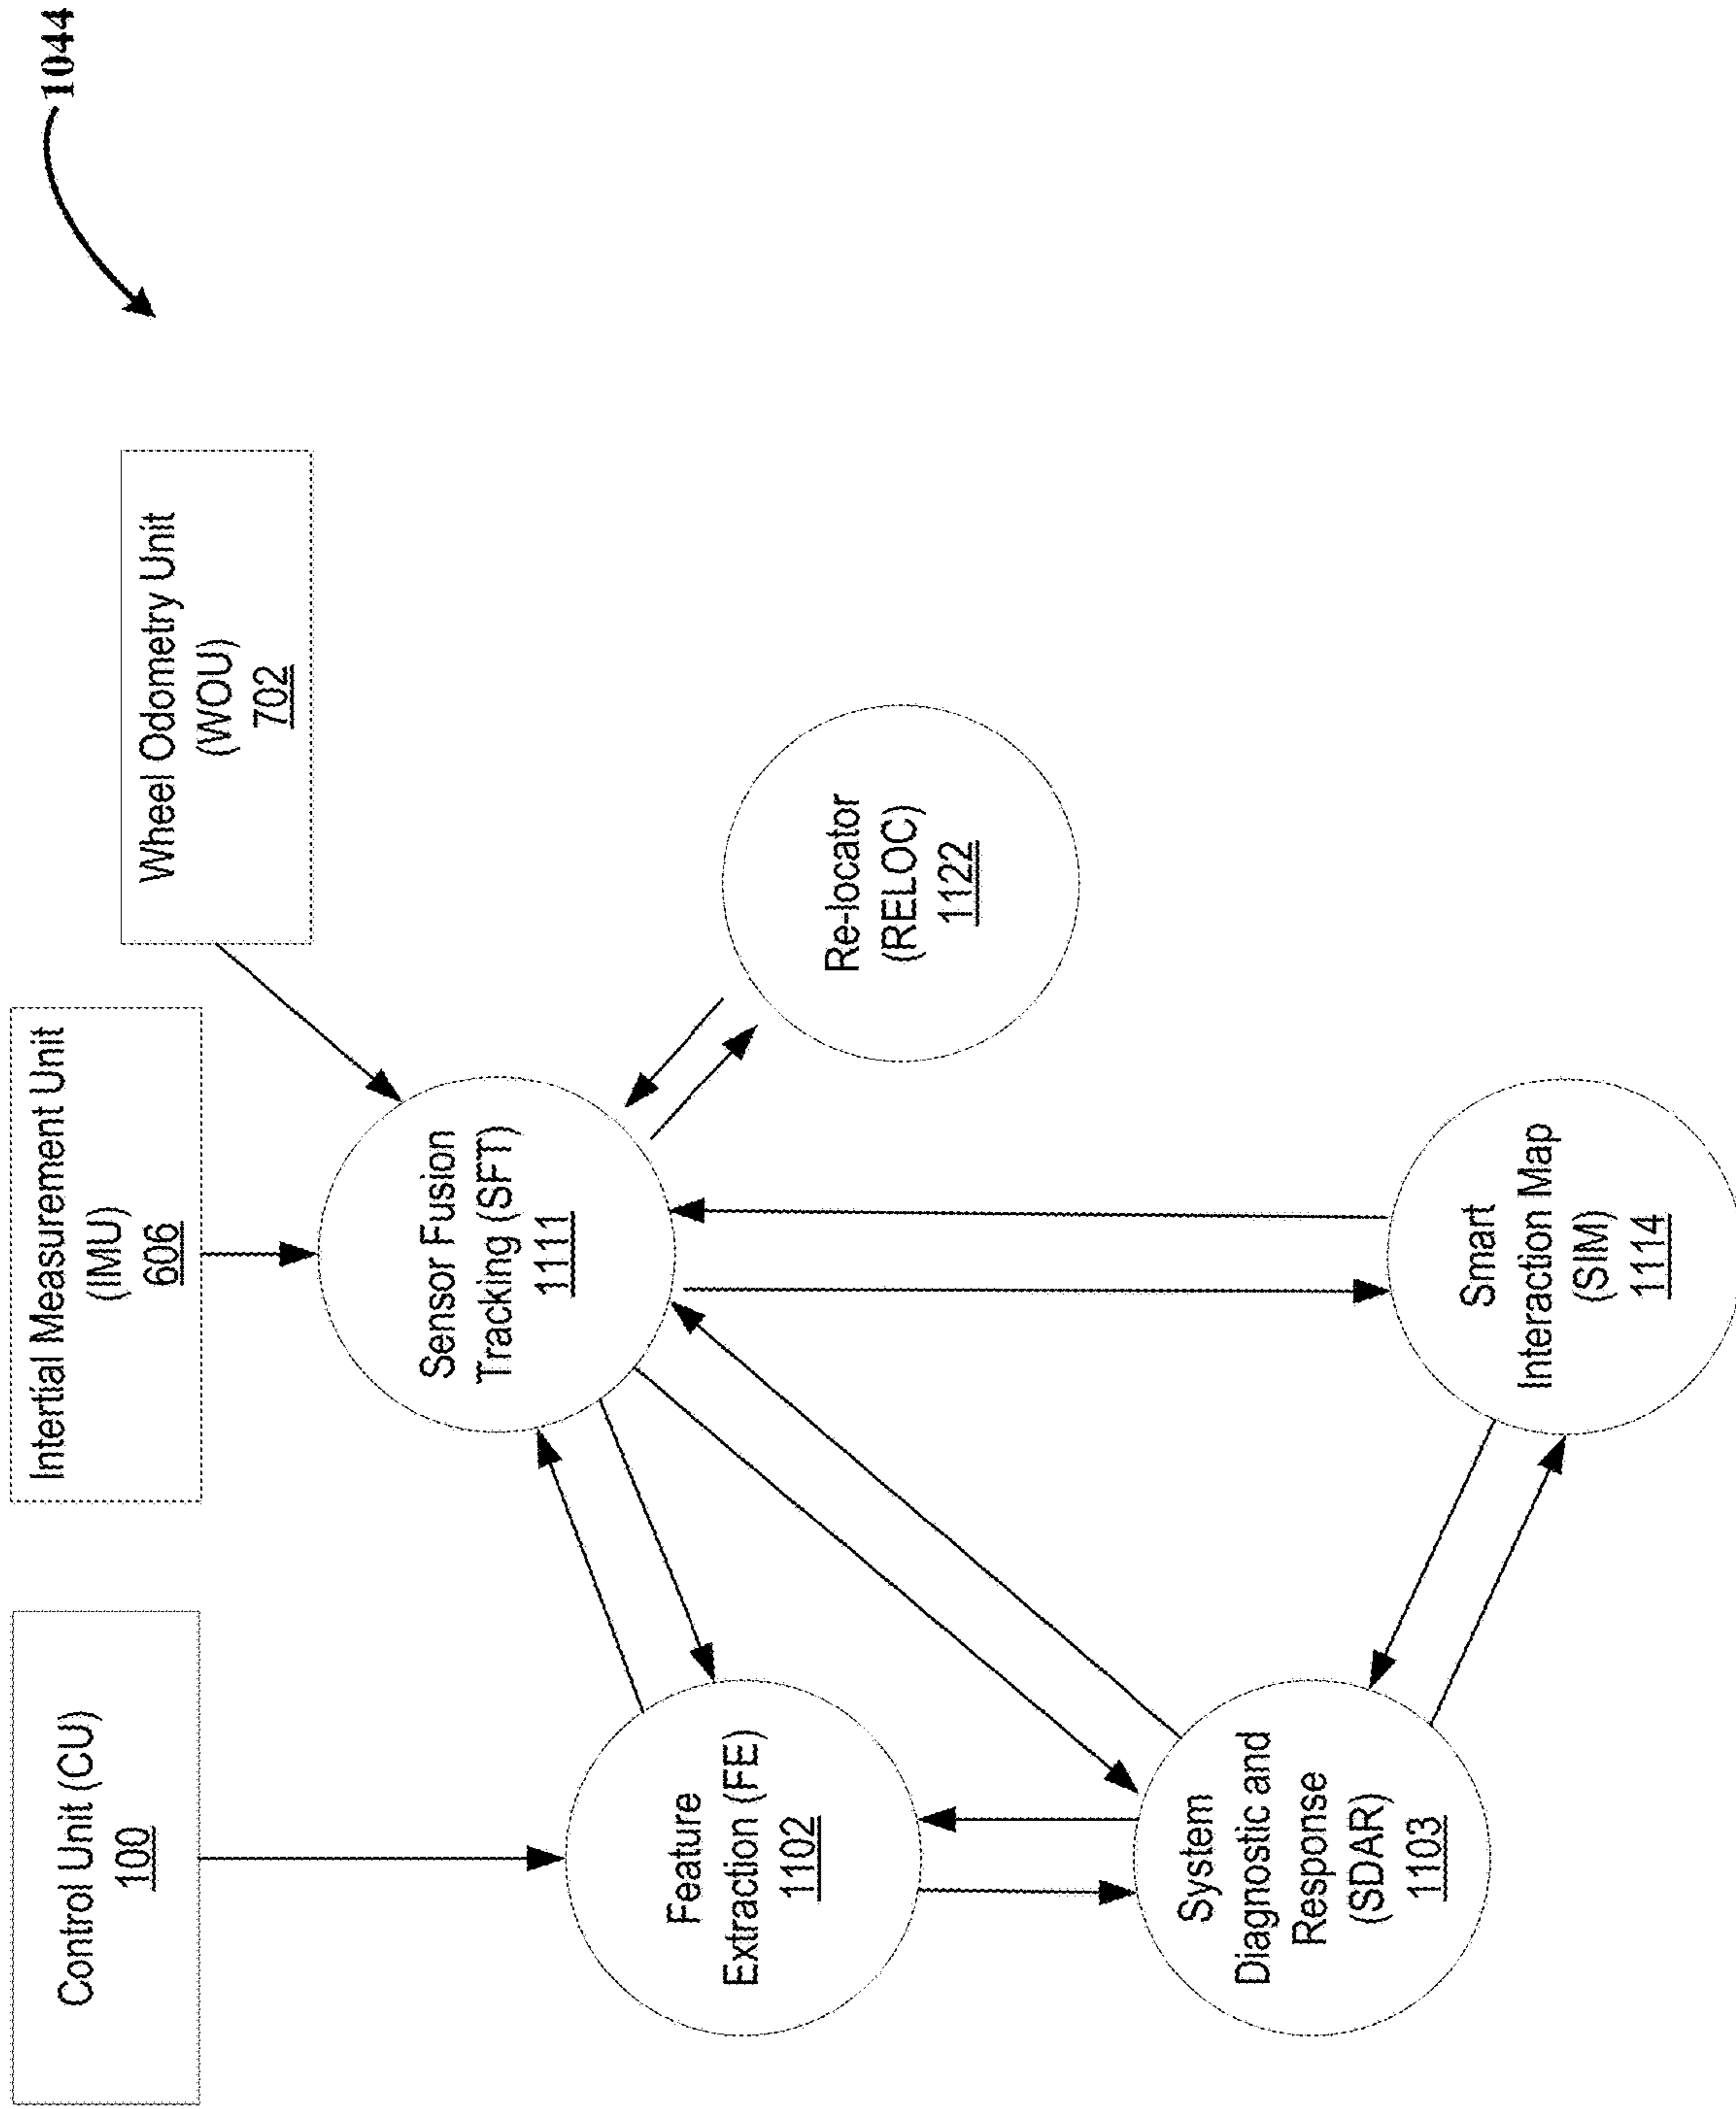 1044
Control Unit (CU)
100
Intertial Measurement Unit
(IMU)
606
Wheel Odometry Unit
(WOU)
702
Sensor Fusion
Tracking (SFT)
1111
Feature
Extraction (FE)
1102
Re-locator
(RELOC)
1122
System
Diagnostic and
Response
(SDAR)
1103
Smart
Interaction Map
(SIM)
1114